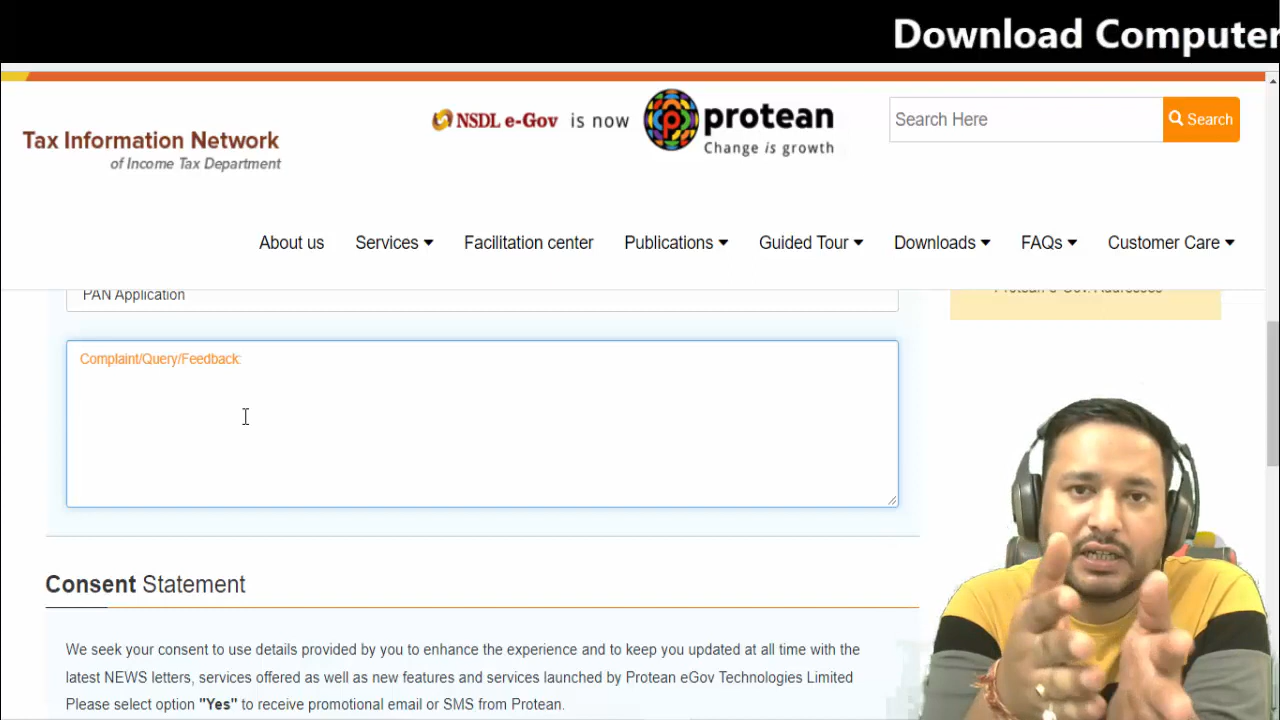 Download Computer
Tax Information Network
of Income Tax Department
NSDL e-Gov is now protean
Change is growth
Search Here
Search
About us Services Facilitation center Publications Guided Tour Downloads FAQs Customer Care
PAN Application
Protean e-Gov. Addresses
Complaint/Query/Feedback:
Consent Statement
We seek your consent to use details provided by you to enhance the experience and to keep you updated at all time with the
latest NEWS letters, services offered as well as new features and services launched by Protean eGov Technologies Limited
Please select option "Yes" to receive promotional email or SMS from Protean.